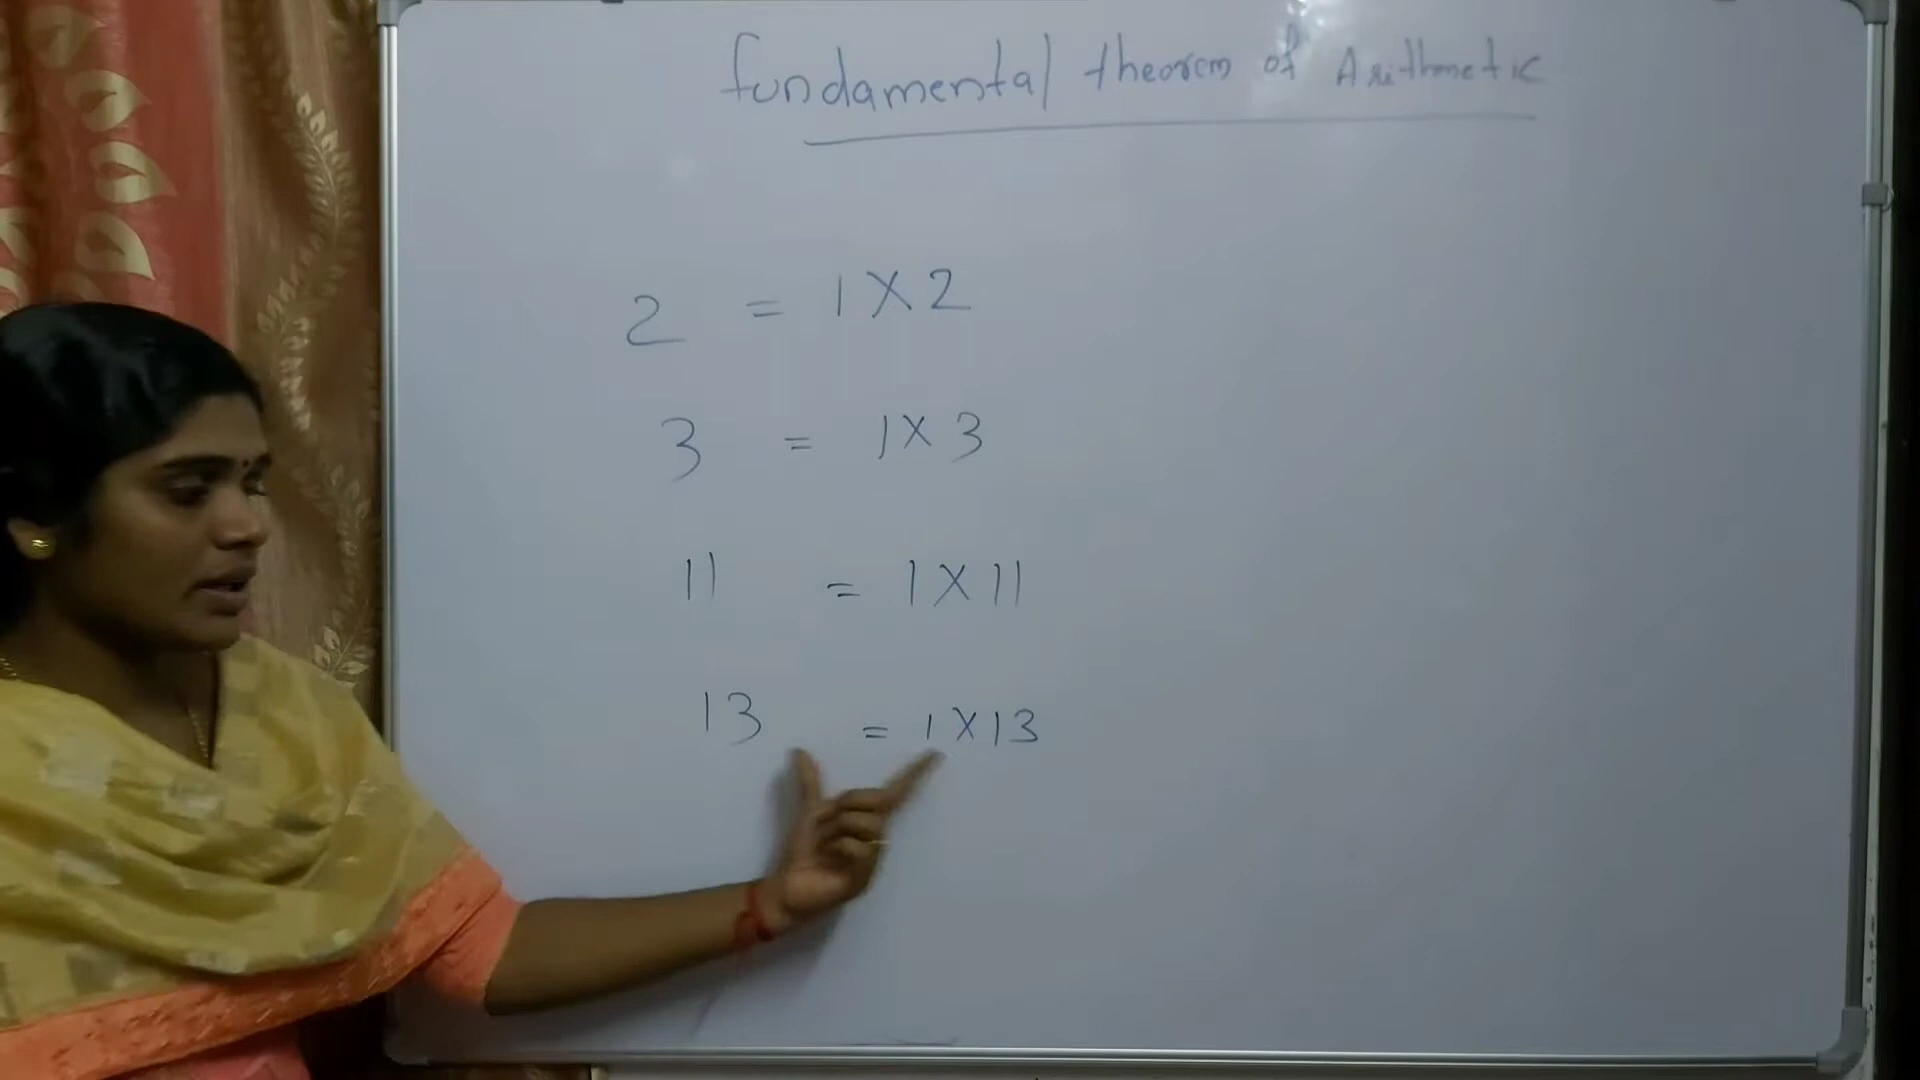 fundamental theorem of Arithmetic
2 = 1 X 2
3 = 1 X 3
11 = 1 X 11
13 = 1 X 13